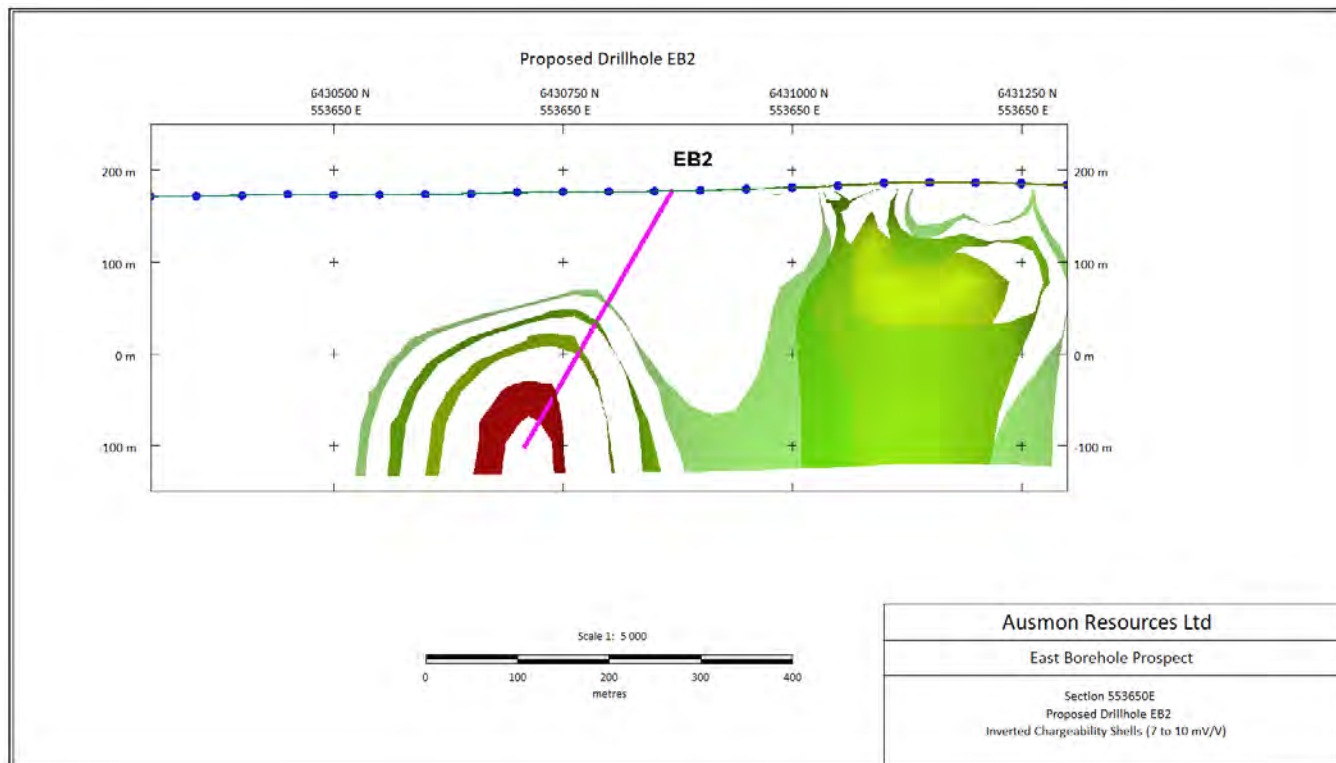 Proposed Drillhole EB2
6430500 N 6430750 N 6431000 N 6431250 N
553650 E 553650 E 553650 E 553650 E
EB2
200 m 200 m
100 m 100 m
0 m 0 m
-100 m -100 m
Scale 1: 5 000
0 100 200 300 400
metres
Ausmon Resources Ltd
East Borehole Prospect
Section 553650E
Proposed Drillhole EB2
Inverted Chargeability Shells (7 to 10 mV/V)